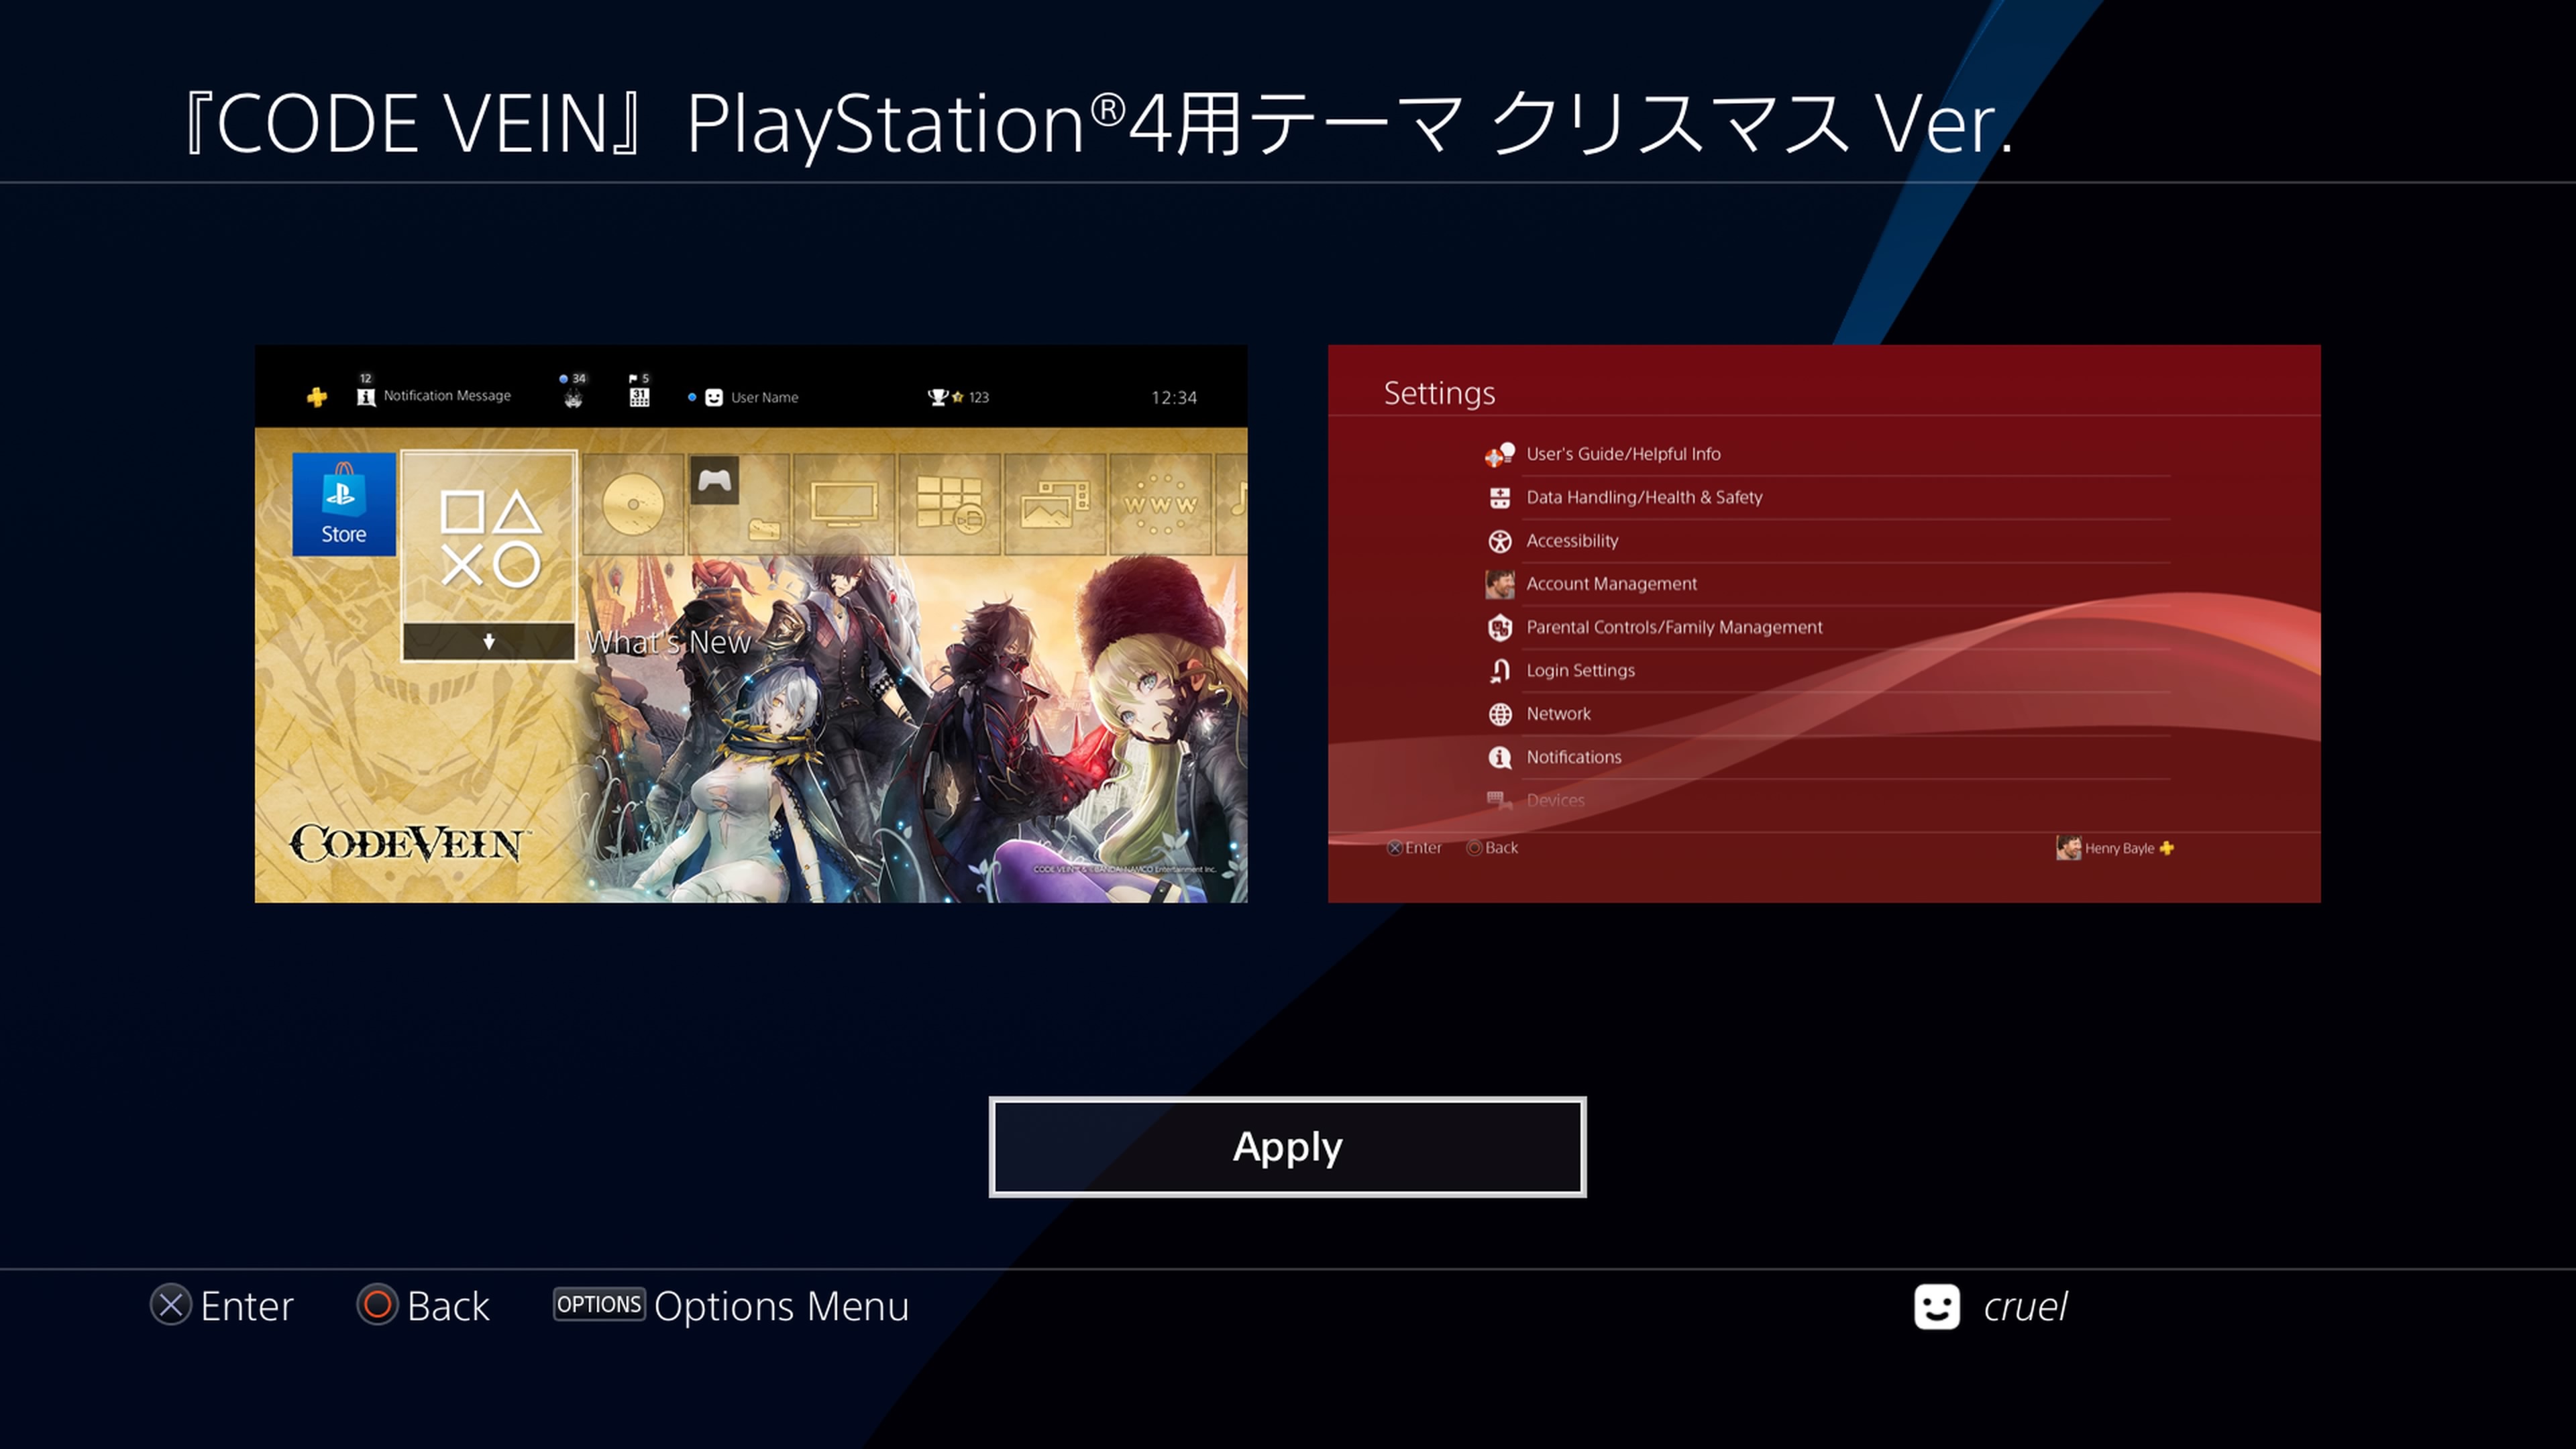 『CODE VEIN』 PlayStation®4用テーマ クリスマス Ver.
12
34
5
Notification Message
31
User Name
123
12:34
Store
WWW
What's New
CODE VEIN™
Settings
User's Guide/Helpful Info
Data Handling/Health & Safety
Accessibility
Account Management
Parental Controls/Family Management
Login Settings
Network
Notifications
Devices
Enter
Back
Henry Bayle
Apply
Enter
Back
OPTIONS Options Menu
cruel